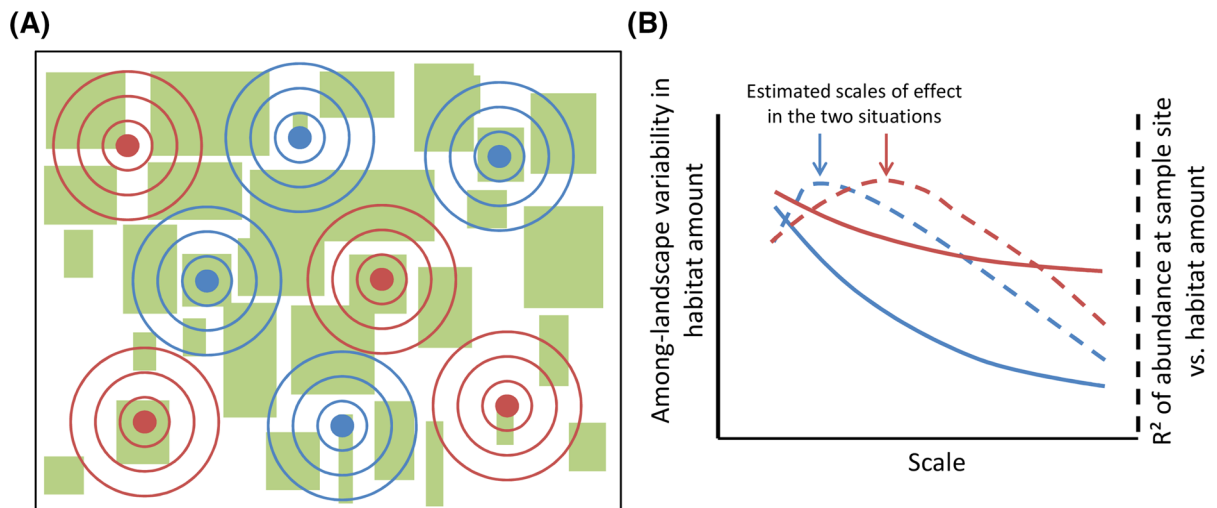 (A)
(B)
Estimated scales of effect
in the two situations
Among-landscape variability in
habitat amount
Scale
R² of abundance at sample site
vs. habitat amount